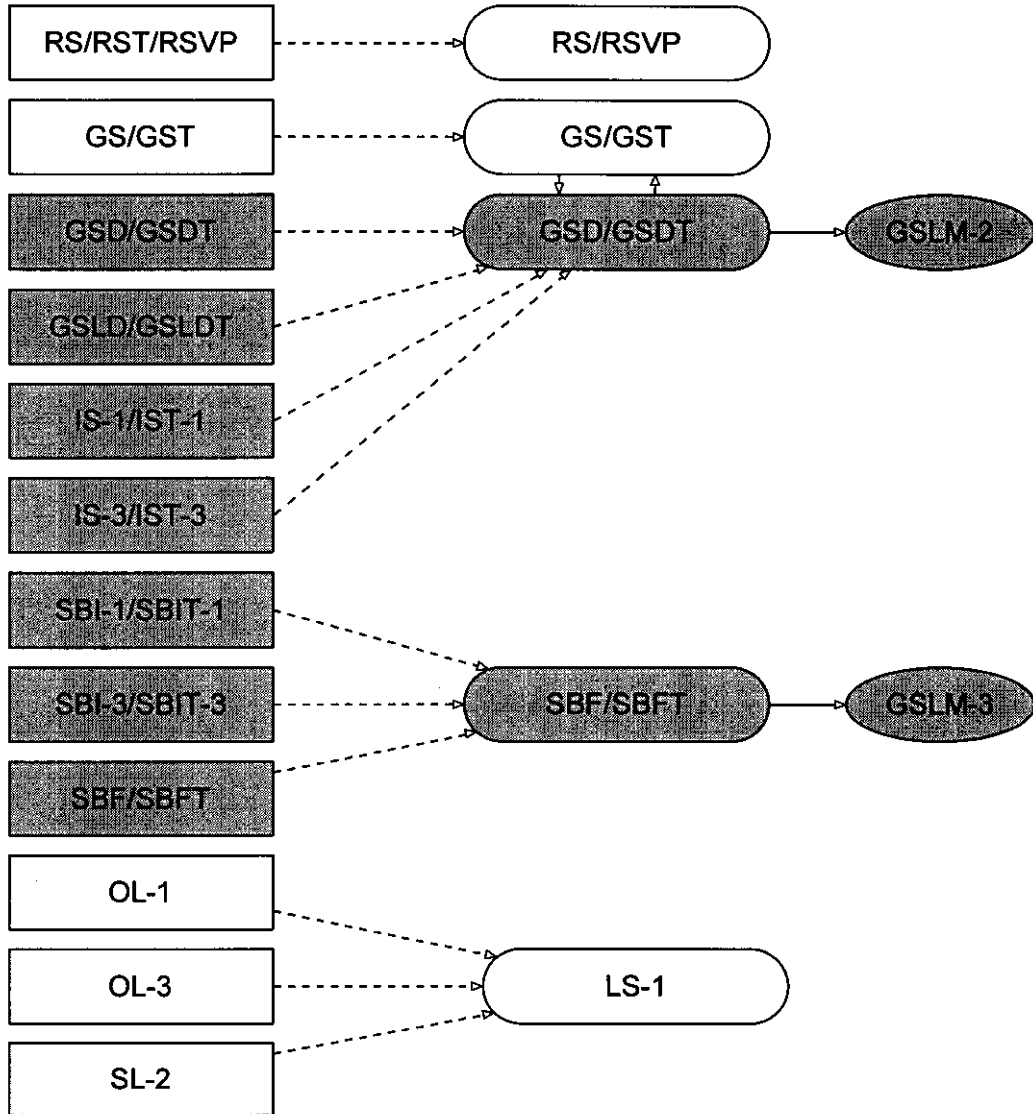 RS/RST/RSVP
RS/RSVP
GS/GST
GS/GST
GSD/GSDT
GSD/GSDT
GSLM-2
GSLD/GSLDT
IS-1/IST-1
IS-3/IST-3
SBI-1/SBIT-1
SBI-3/SBIT-3
SBF/SBFT
GSLM-3
SBF/SBFT
OL-1
OL-3
LS-1
SL-2